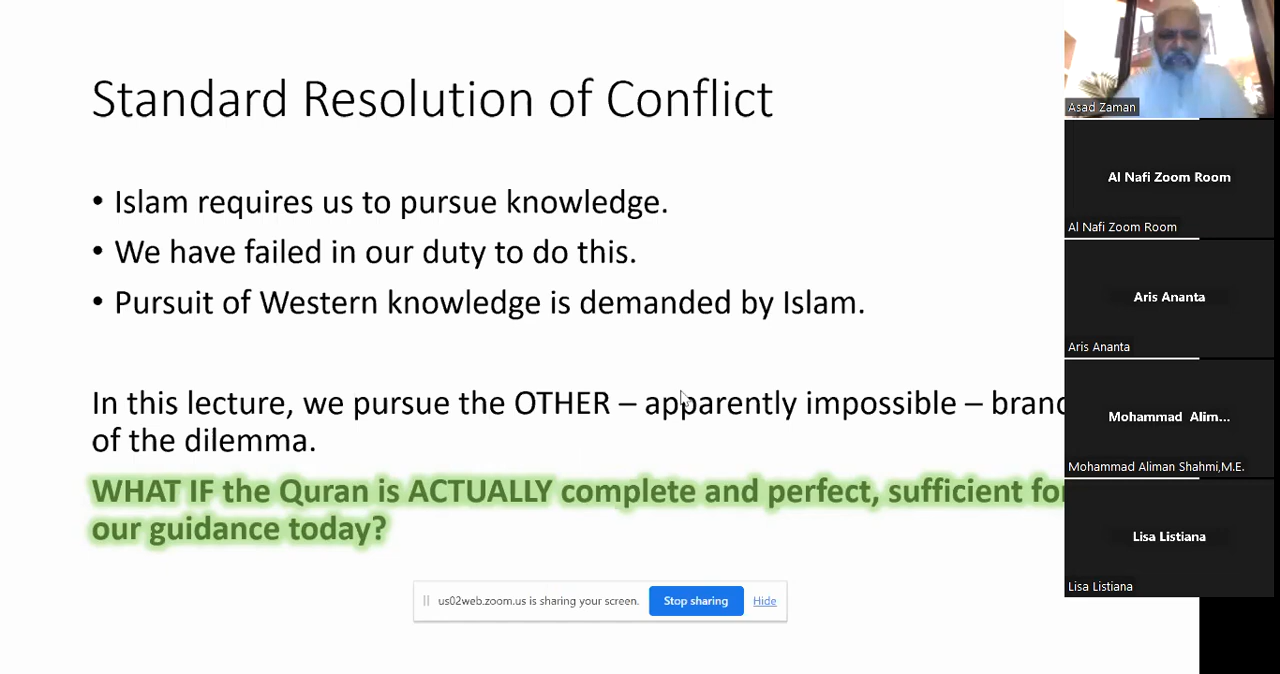 Standard Resolution of Conflict
• Islam requires us to pursue knowledge.
• We have failed in our duty to do this.
• Pursuit of Western knowledge is demanded by Islam.
In this lecture, we pursue the OTHER – apparently impossible –
of the dilemma.
WHAT IF the Quran is ACTUALLY complete and perfect, sufficient for
our guidance today?
us02web.zoom.us is sharing your screen. Stop sharing Hide
Asad Zaman
Al Nafi Zoom Room
Al Nafi Zoom Room
Aris Ananta
Aris Ananta
Mohammad Alim...
Mohammad Aliman Shahmi,M.E.
Lisa Listiana
Lisa Listiana